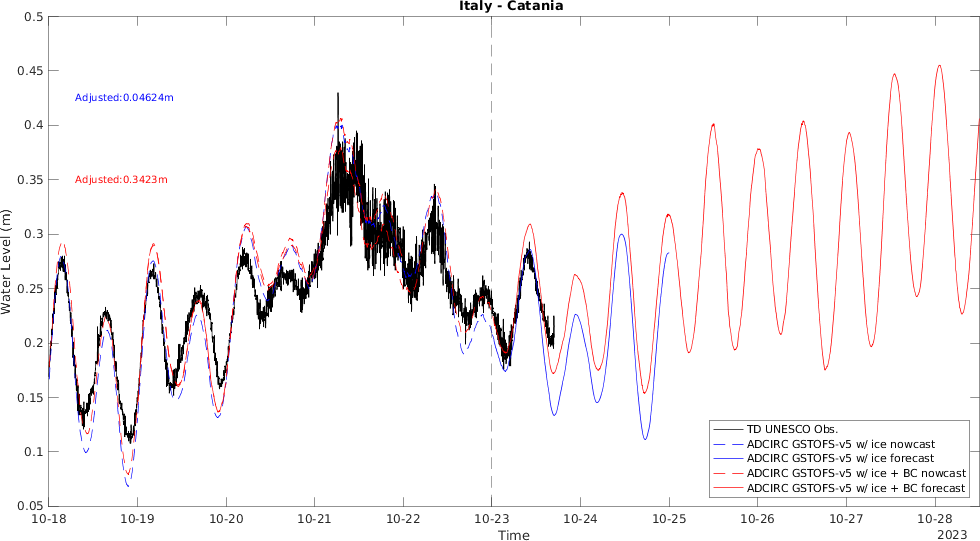 Italy - Catania
0.5
0.45
0.4
0.35
0.3
0.25
0.2
0.15
0.1
0.05
Water Level (m)
Adjusted:0.04624m
Adjusted:0.3423m
TD UNESCO Obs.
ADCIRC GSTOFS-v5 w/ ice nowcast
ADCIRC GSTOFS-v5 w/ ice forecast
ADCIRC GSTOFS-v5 w/ ice + BC nowcast
ADCIRC GSTOFS-v5 w/ ice + BC forecast
10-18 10-19 10-20 10-21 10-22 10-23 10-24 10-25 10-26 10-27 10-28
Time
2023